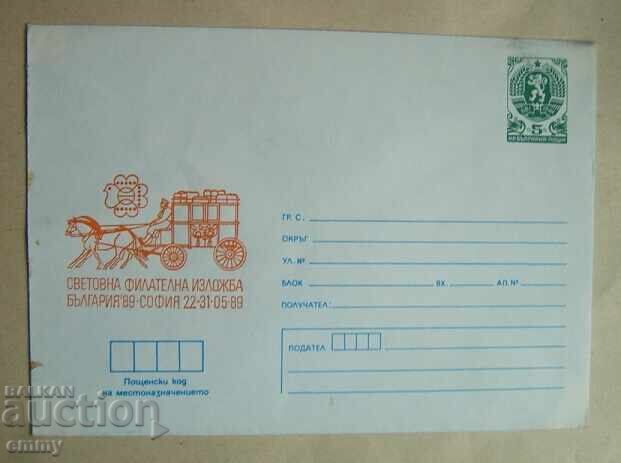 5
НР БЪЛГАРИЯ ПОЩА
СВЕТОВНА ФИЛАТЕЛНА ИЗЛОЖБА
БЪЛГАРИЯ'89-СОФИЯ 22-31·05·89
ГР. С.
ОКРЪГ
УЛ. №
БЛОК ВХ. АП. №
ПОЛУЧАТЕЛ:
ПОДАТЕЛ
Пощенски код
на местоназначението
BALKAN
auction
emmy